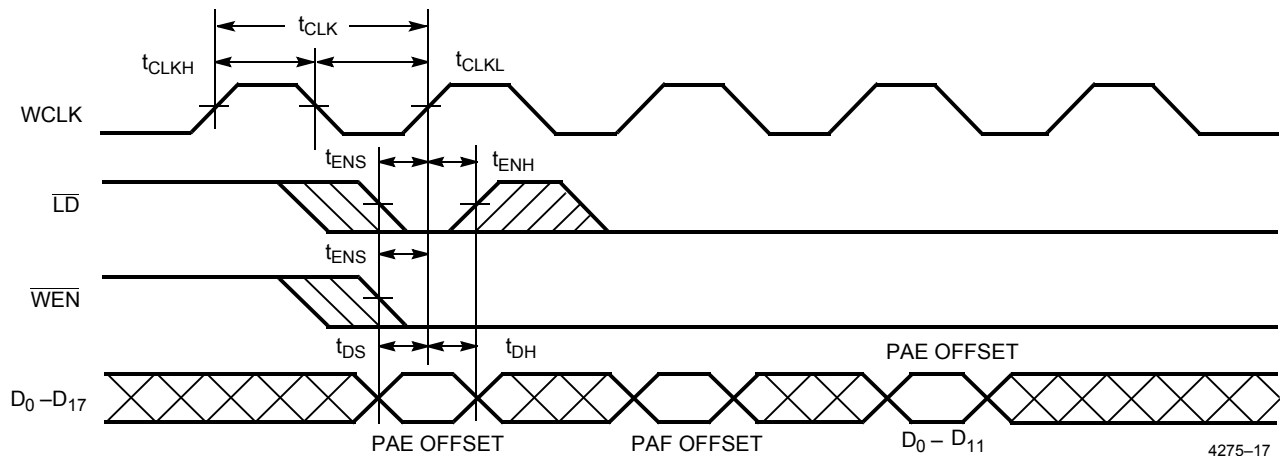 tCLK
tCLKH
tCLKL
WCLK
tENS
tENH
LD
tENS
WEN
tDS
tDH
PAE OFFSET
D0 –D17
PAE OFFSET
PAF OFFSET
D0 – D11
4275–17